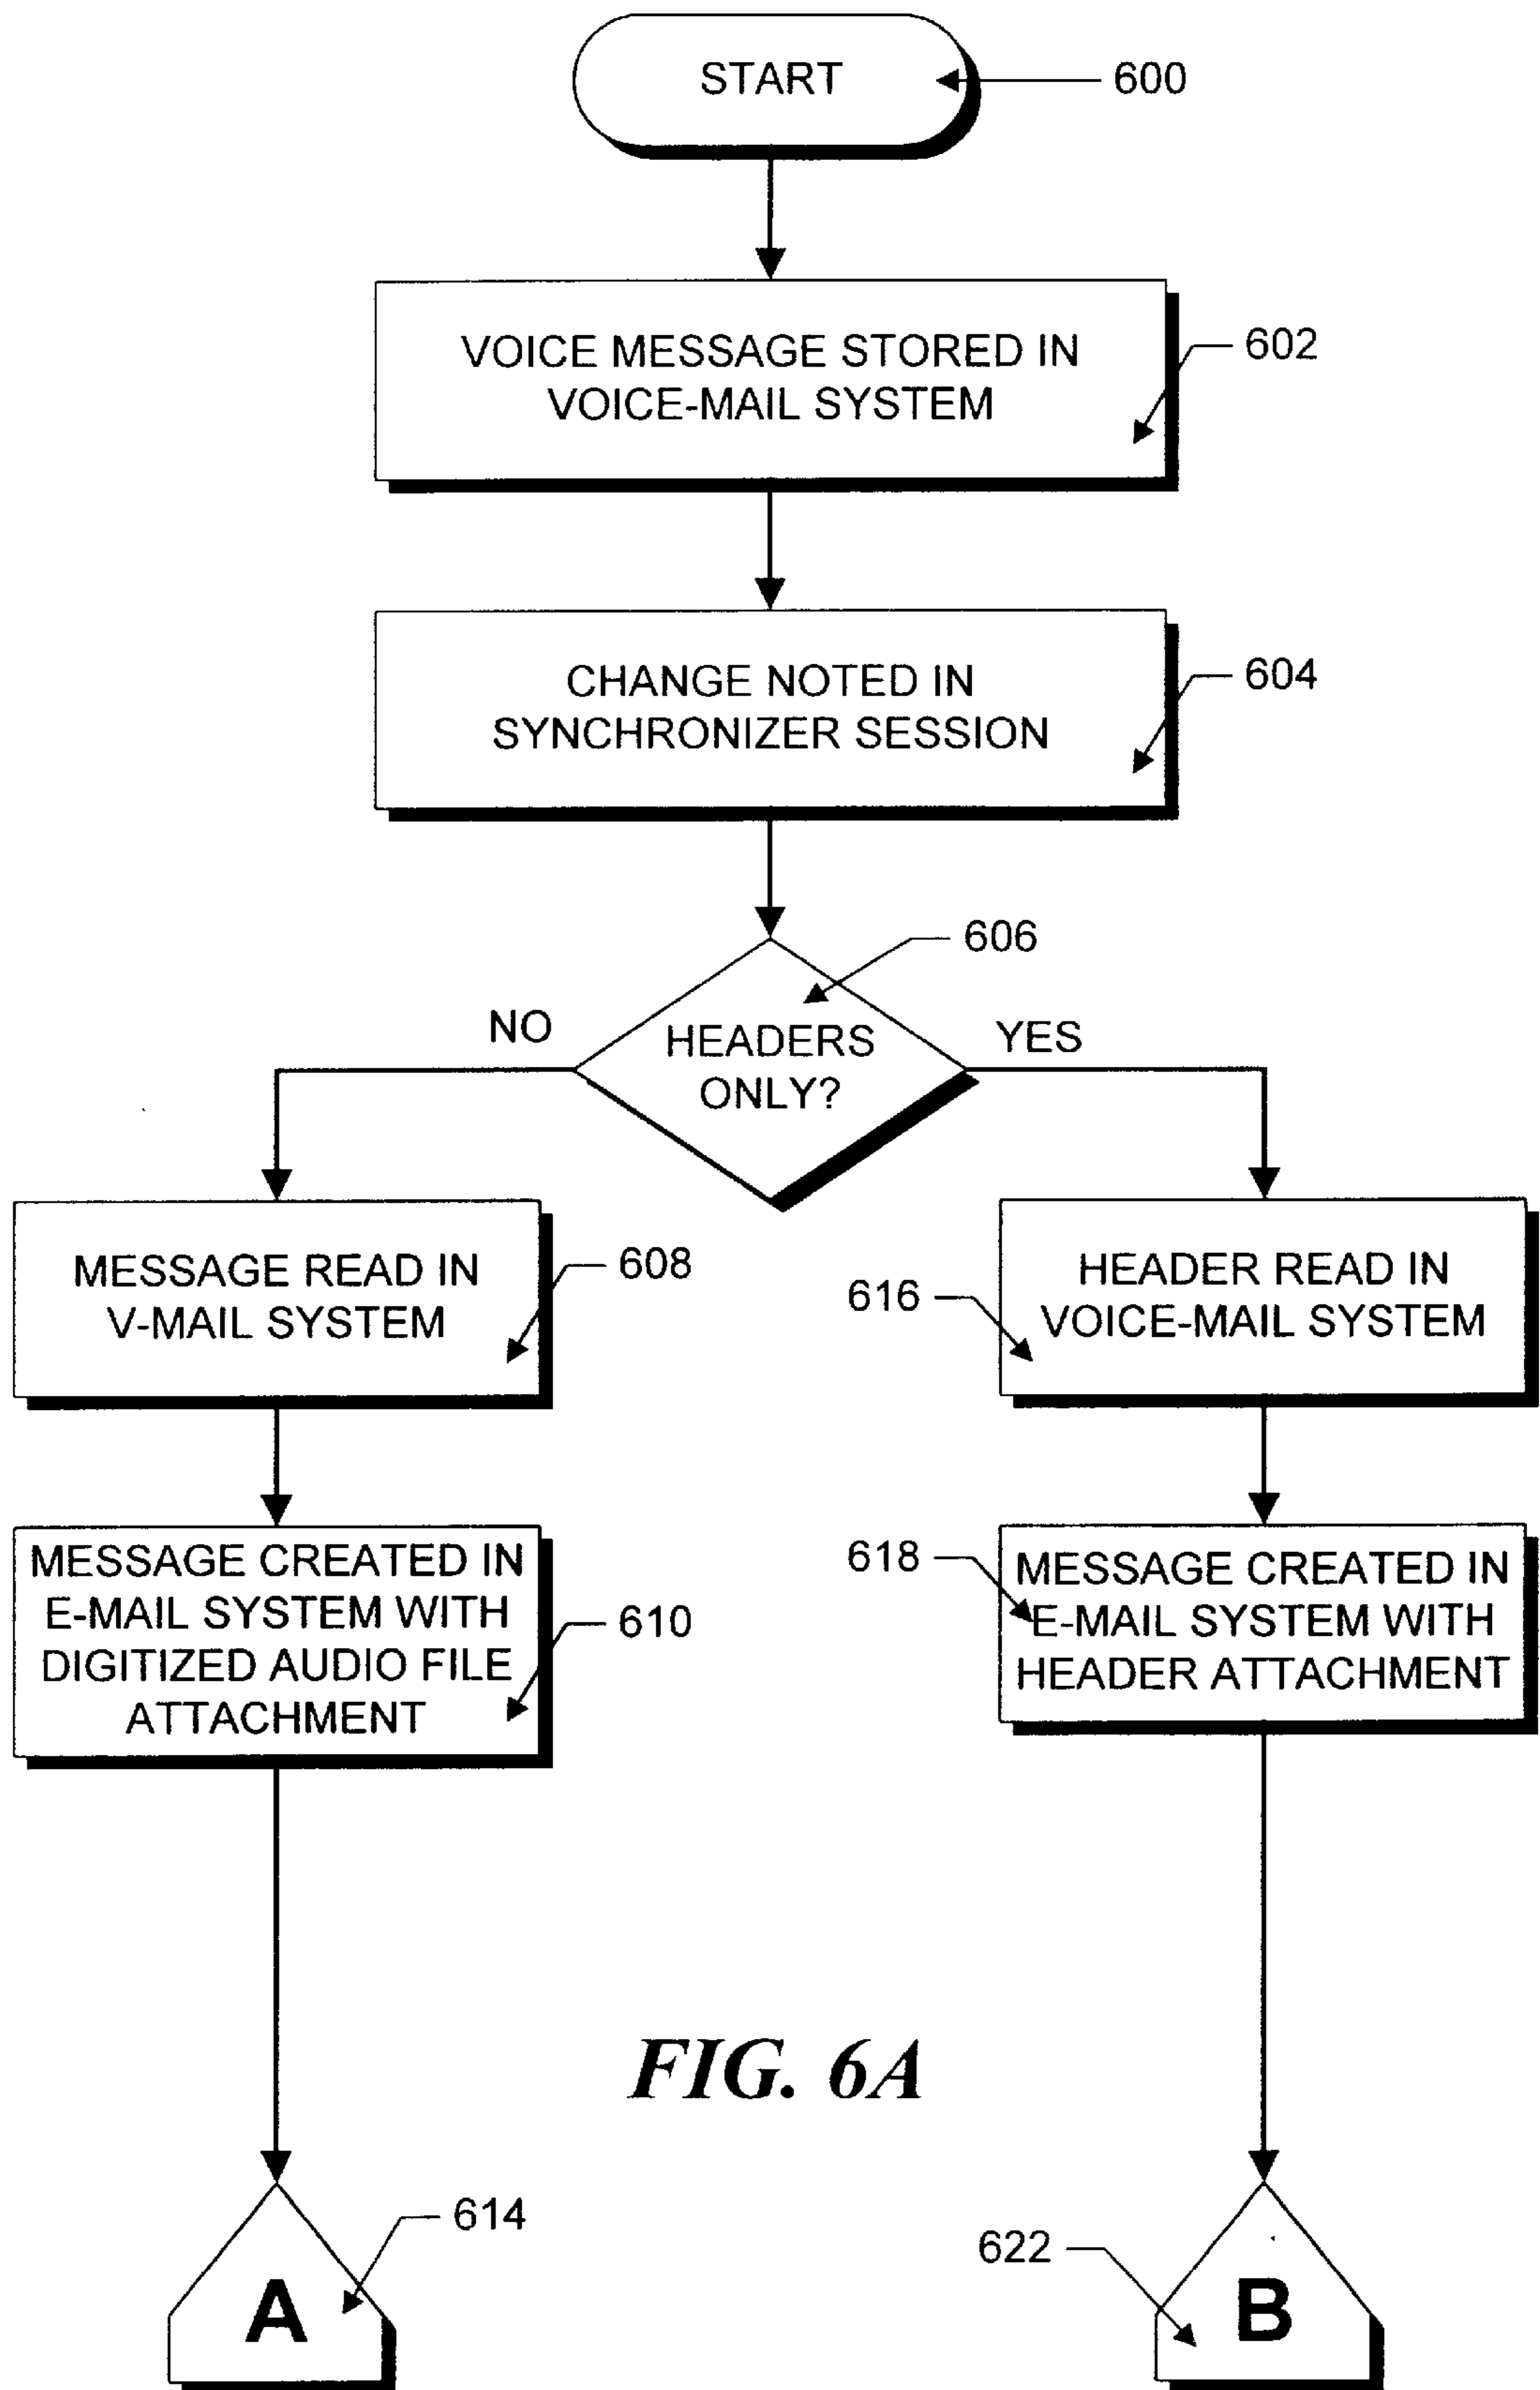 START
600
VOICE MESSAGE STORED IN
VOICE-MAIL SYSTEM
602
CHANGE NOTED IN
SYNCHRONIZER SESSION
604
606
HEADERS
ONLY?
NO
YES
MESSAGE READ IN
V-MAIL SYSTEM
608
616
HEADER READ IN
VOICE-MAIL SYSTEM
MESSAGE CREATED IN
E-MAIL SYSTEM WITH
DIGITIZED AUDIO FILE
ATTACHMENT
610
618
MESSAGE CREATED IN
E-MAIL SYSTEM WITH
HEADER ATTACHMENT
FIG. 6A
A
614
622
B